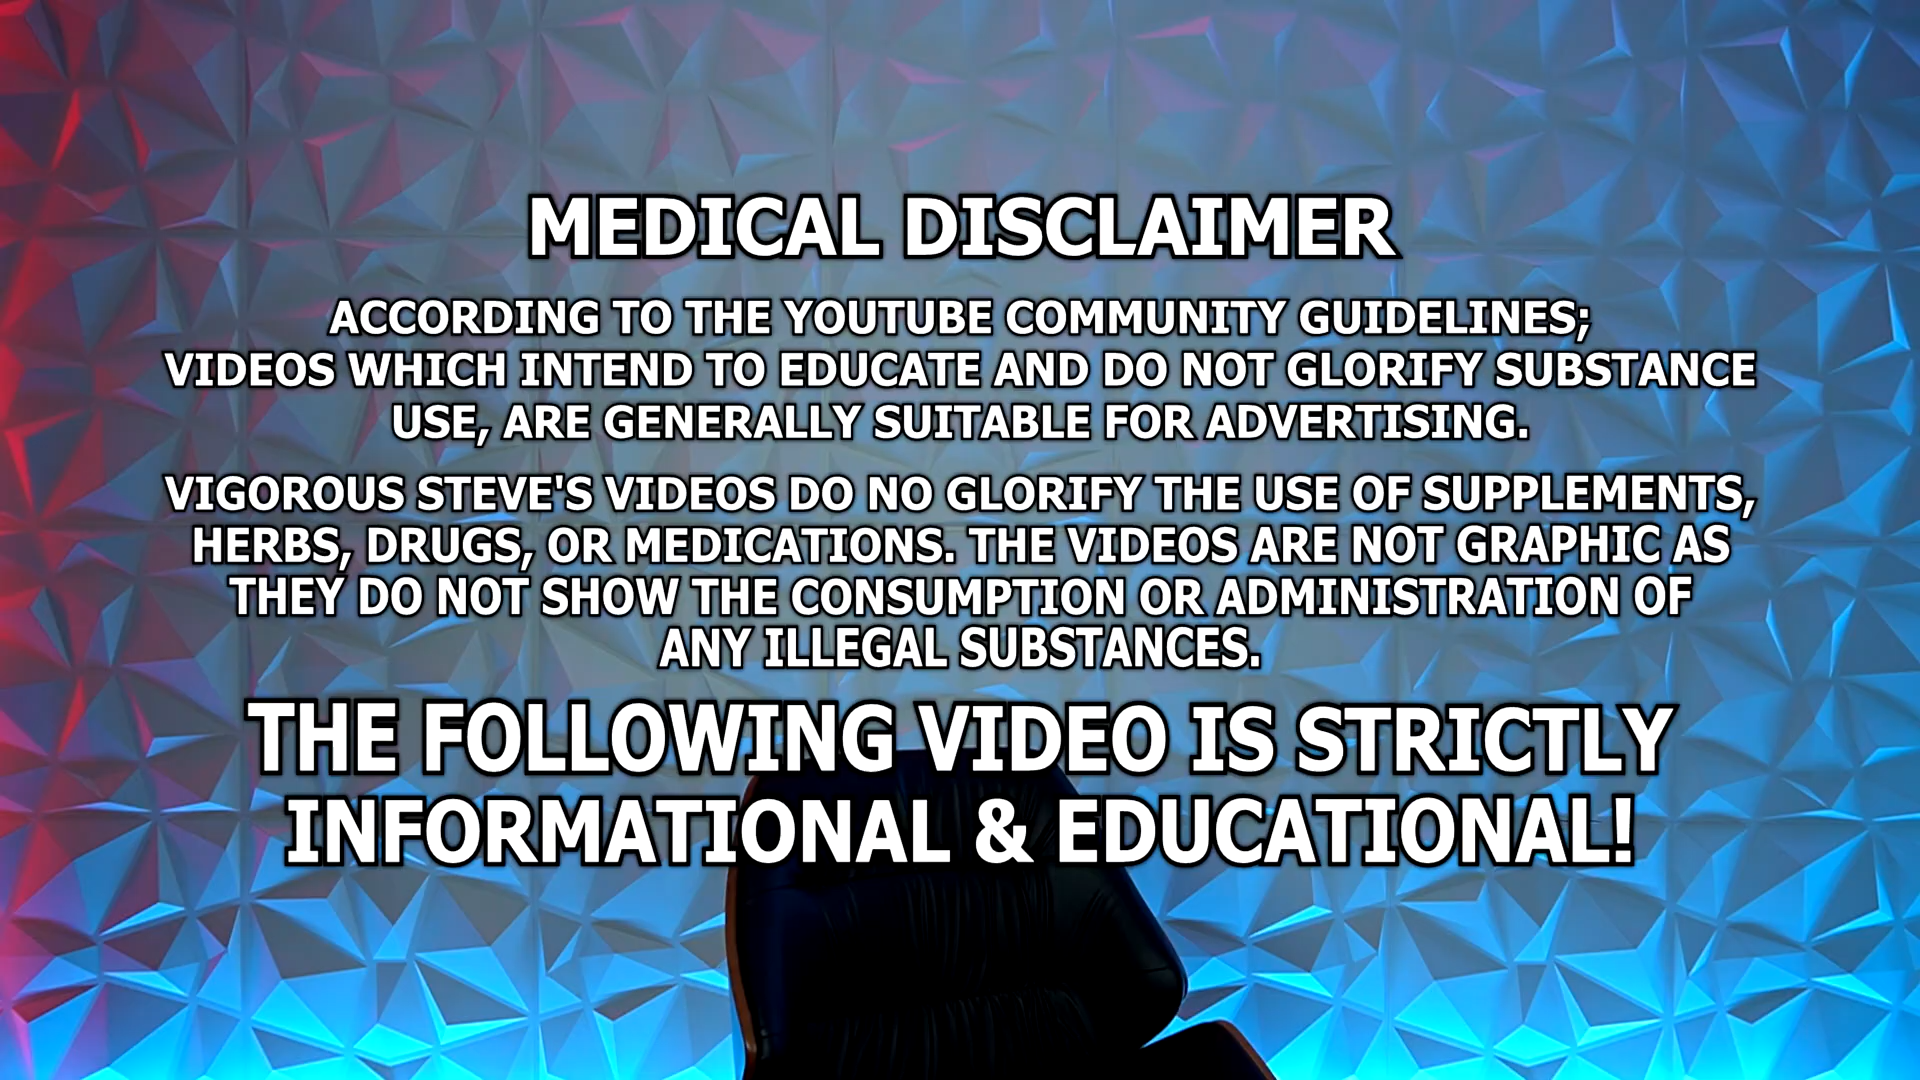 MEDICAL DISCLAIMER
ACCORDING TO THE YOUTUBE COMMUNITY GUIDELINES;
VIDEOS WHICH INTEND TO EDUCATE AND DO NOT GLORIFY SUBSTANCE
USE, ARE GENERALLY SUITABLE FOR ADVERTISING.
VIGOROUS STEVE'S VIDEOS DO NO GLORIFY THE USE OF SUPPLEMENTS,
HERBS, DRUGS, OR MEDICATIONS. THE VIDEOS ARE NOT GRAPHIC AS
THEY DO NOT SHOW THE CONSUMPTION OR ADMINISTRATION OF
ANY ILLEGAL SUBSTANCES.
THE FOLLOWING VIDEO IS STRICTLY
INFORMATIONAL & EDUCATIONAL!